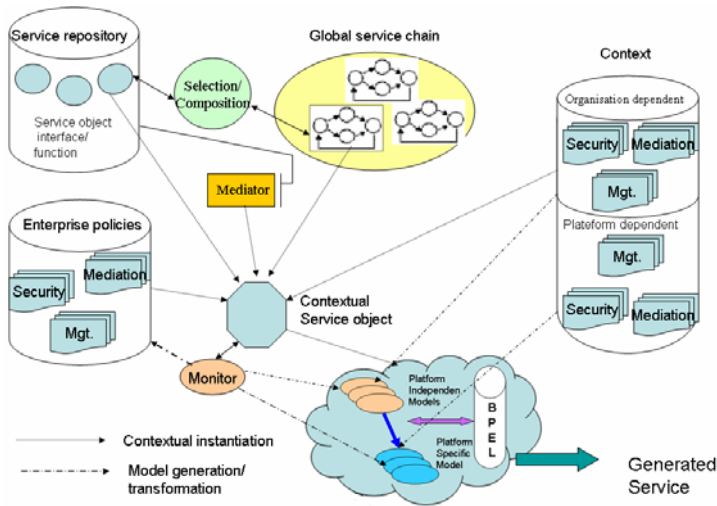 Service repository
Global service chain
Context
Selection/
Composition
Organisation dependent
Service object
interface/
function
Security
Mediation
Mgt.
Mediator
Enterprise policies
Plateform dependent
Mgt.
Mediation
Security
Mgt.
Contextual
Service object
Security
Mediation
Monitor
Platform
Independen
Models
B
P
E
L
Platform
Specific
Model
Contextual instantiation
Model generation/
transformation
Generated
Service